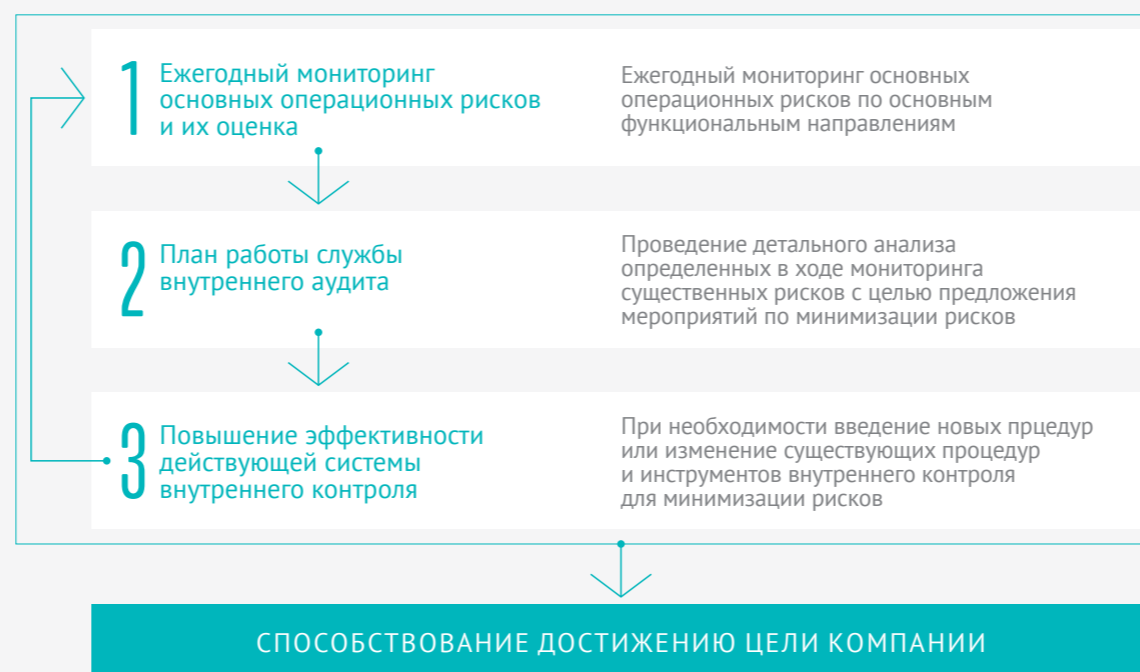 1
Ежегодный мониторинг
основных операционных рисков
и их оценка
Ежегодный мониторинг основных
операционных рисков по основным
функциональным направлениям
2
План работы службы
внутреннего аудита
Проведение детального анализа
определенных в ходе мониторинга
существенных рисков с целью предложения
мероприятий по минимизации рисков
3
Повышение эффективности
действующей системы
внутреннего контроля
При необходимости введение новых прцедур
или изменение существующих процедур
и инструментов внутреннего контроля
для минимизации рисков
СПОСОБСТВОВАНИЕ ДОСТИЖЕНИЮ ЦЕЛИ КОМПАНИИ